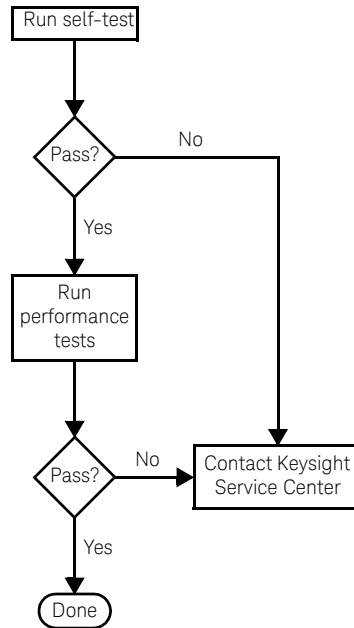 Run self-test
Pass?
No
Yes
Run
performance
tests
Pass?
No
Contact Keysight
Service Center
Yes
Done